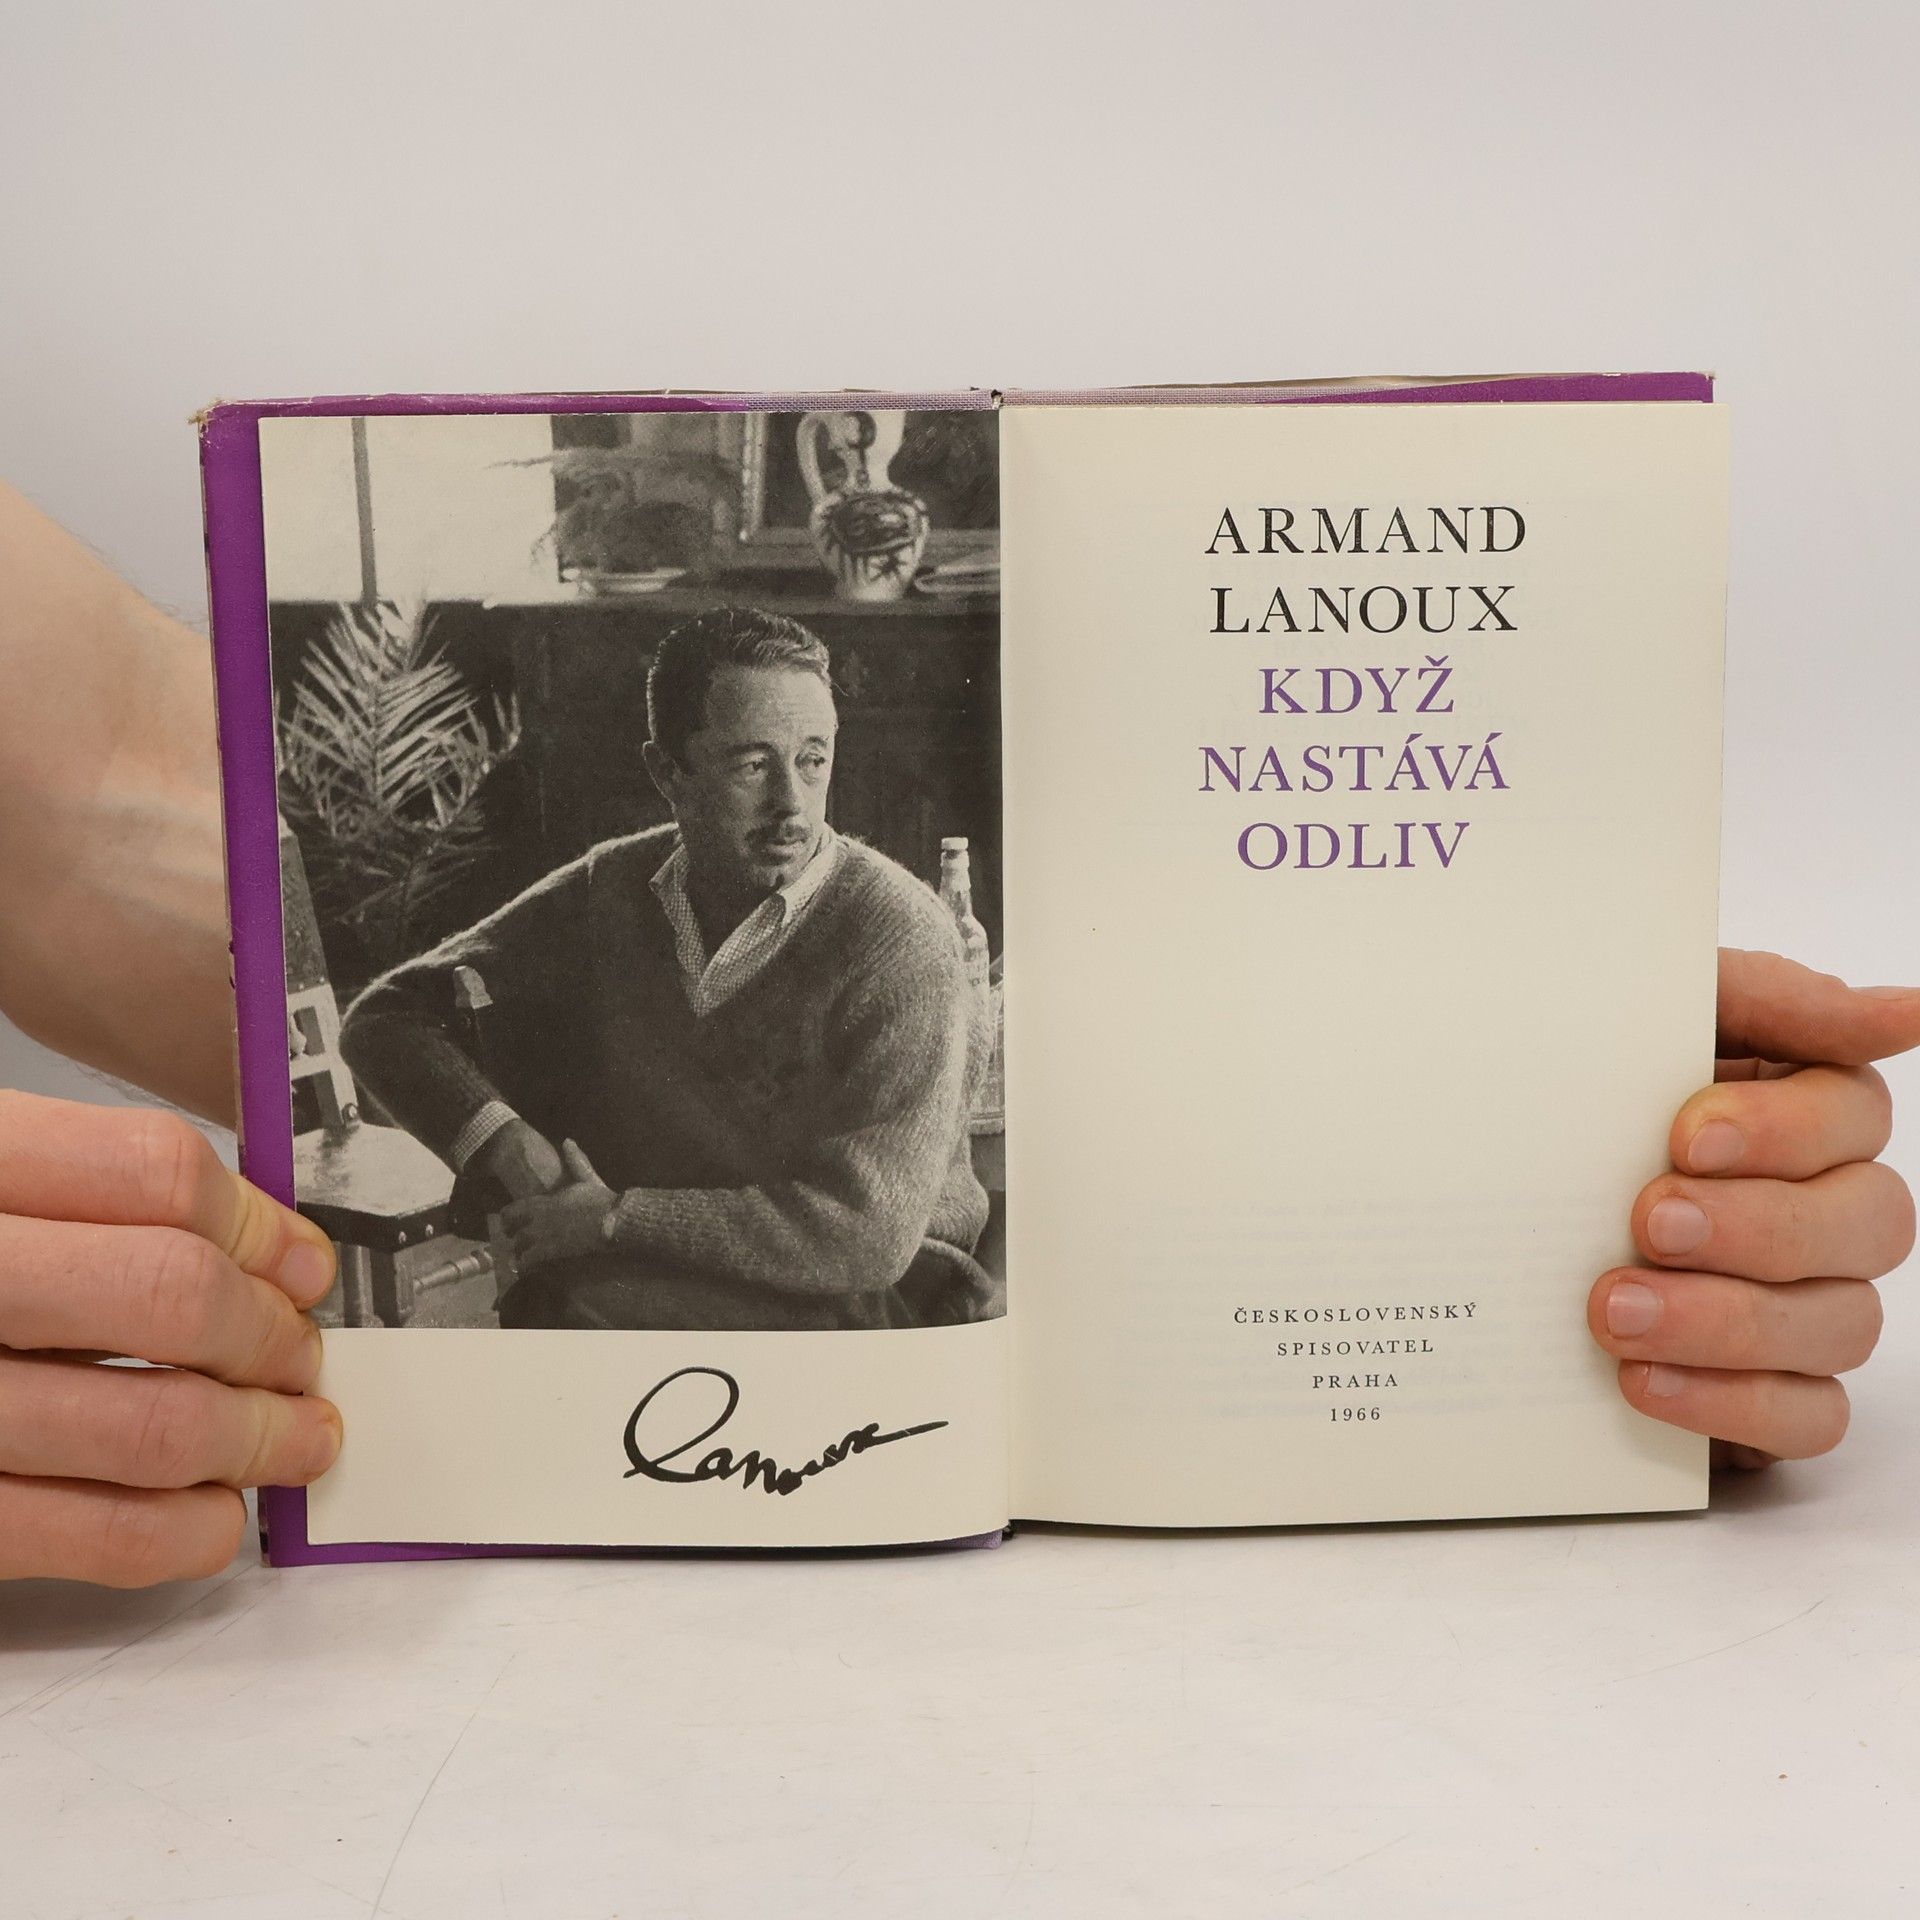 Lanoux
ARMAND
LANOUX
KDYŽ
NASTÁVÁ
ODLIV
ČESKOSLOVENSKÝ
SPISOVATEL
PRAHA
1966